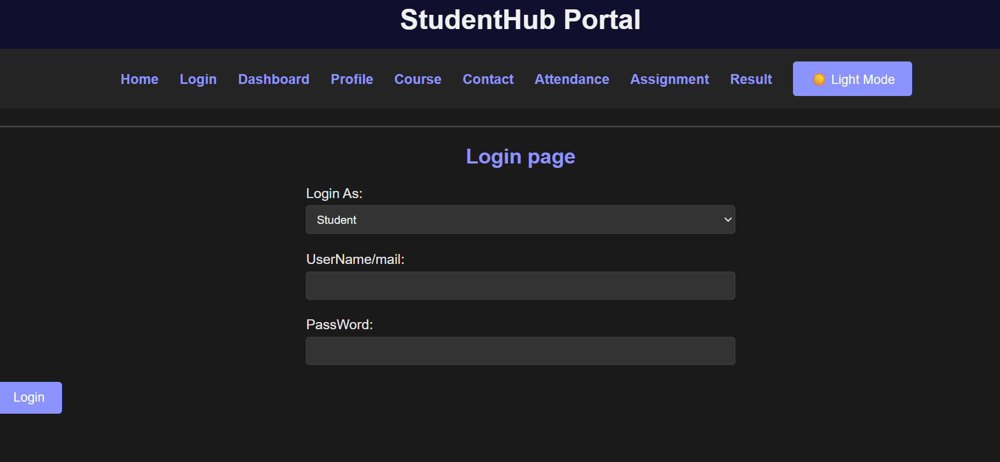 StudentHub Portal
Home Login Dashboard Profile Course Contact Attendance Assignment Result Light Mode
Login page
Login As:
Student
UserName/mail:
PassWord:
Login